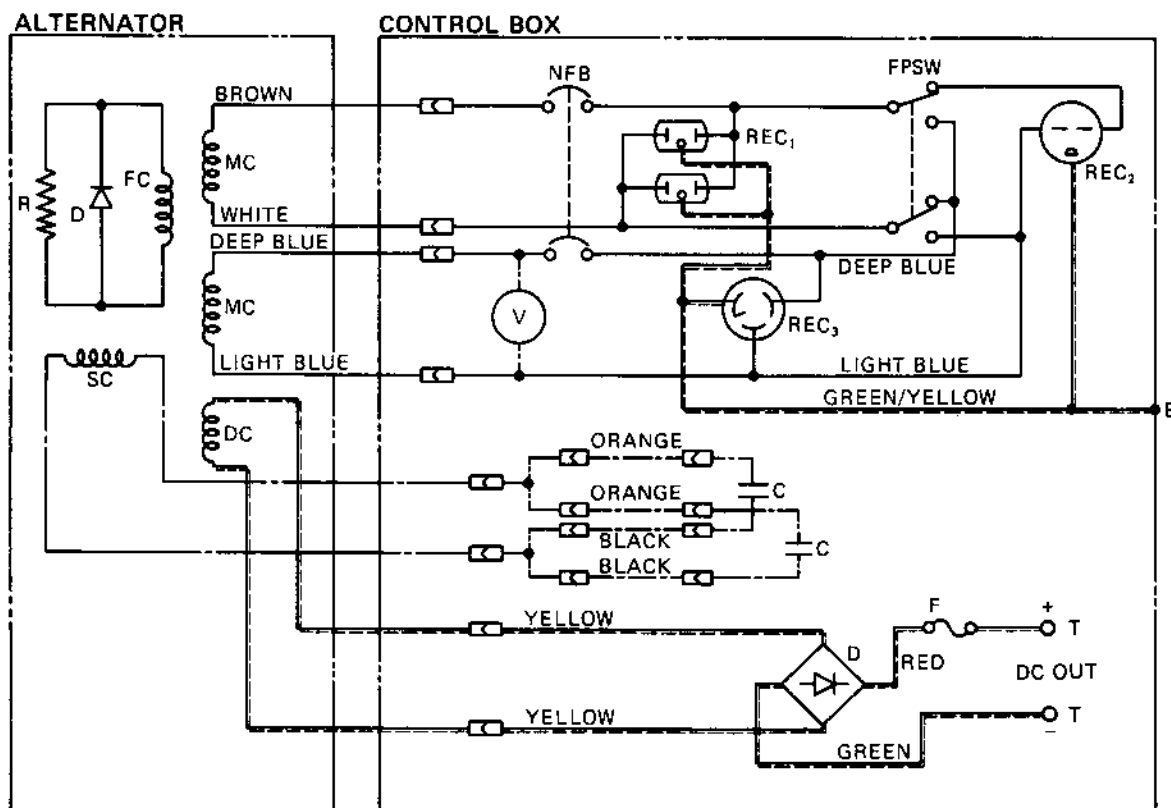 ALTERNATOR
CONTROL BOX
BROWN
NFB
FPSW
REC₁
REC₂
R
D
FC
MC
WHITE
DEEP BLUE
DEEP BLUE
MC
V
REC₃
LIGHT BLUE
LIGHT BLUE
SC
GREEN/YELLOW
E
DC
ORANGE
ORANGE
C
BLACK
BLACK
C
YELLOW
F
+
T
D
RED
DC OUT
YELLOW
T
−
GREEN